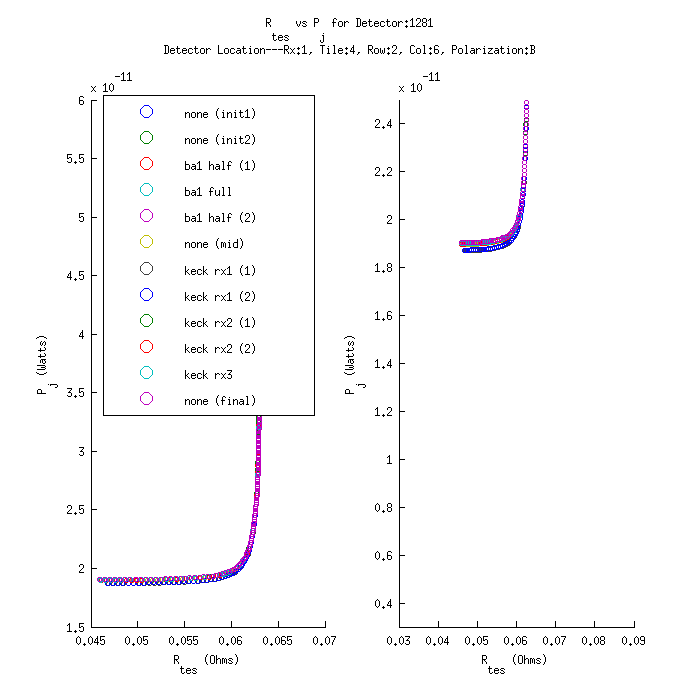 R_tes vs P_j for Detector:1281
Detector Location---Rx:1, Tile:4, Row:2, Col:6, Polarization:B
x 10^-11
6
5.5
5
4.5
4
3.5
3
2.5
2
1.5
P_j (Watts)
0.045 0.05 0.055 0.06 0.065 0.07
R_tes (Ohms)
none (init1)
none (init2)
ba1 half (1)
ba1 full
ba1 half (2)
none (mid)
keck rx1 (1)
keck rx1 (2)
keck rx2 (1)
keck rx2 (2)
keck rx3
none (final)
x 10^-11
2.4
2.2
2
1.8
1.6
1.4
1.2
1
0.8
0.6
0.4
P_j (Watts)
0.03 0.04 0.05 0.06 0.07 0.08 0.09
R_tes (Ohms)